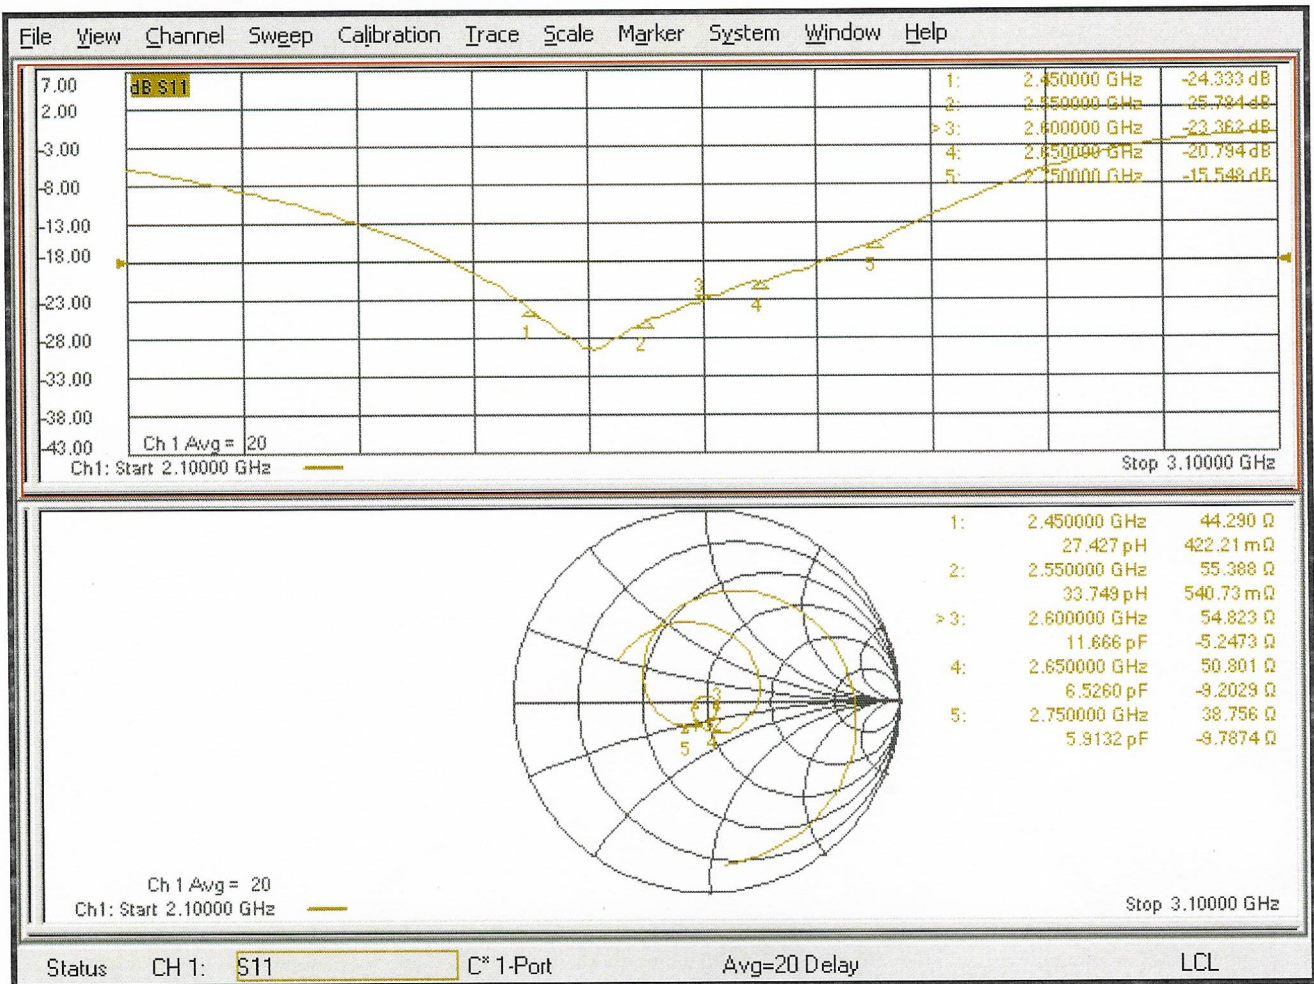 File View Channel Sweep Calibration Trace Scale Marker System Window Help
7.00
2.00
-3.00
-8.00
-13.00
-18.00
-23.00
-28.00
-33.00
-38.00
-43.00
dB S11
1: 2.450000 GHz -24.333 dB
2: 2.550000 GHz -25.784 dB
> 3: 2.600000 GHz -23.362 dB
4: 2.650000 GHz -20.794 dB
5: 2.750000 GHz -15.548 dB
1
2
3
4
5
Ch 1 Avg = 20
Ch1: Start 2.10000 GHz
Stop 3.10000 GHz
1: 2.450000 GHz 44.290 Ω
27.427 pH 422.21 mΩ
2: 2.550000 GHz 55.388 Ω
33.749 pH 540.73 mΩ
> 3: 2.600000 GHz 54.823 Ω
11.666 pF -5.2473 Ω
4: 2.650000 GHz 50.801 Ω
6.5260 pF -9.2029 Ω
5: 2.750000 GHz 38.756 Ω
5.9132 pF -9.7874 Ω
3
2
4
5
Ch 1 Avg = 20
Ch1: Start 2.10000 GHz
Stop 3.10000 GHz
Status CH 1: S11 C* 1-Port Avg=20 Delay LCL